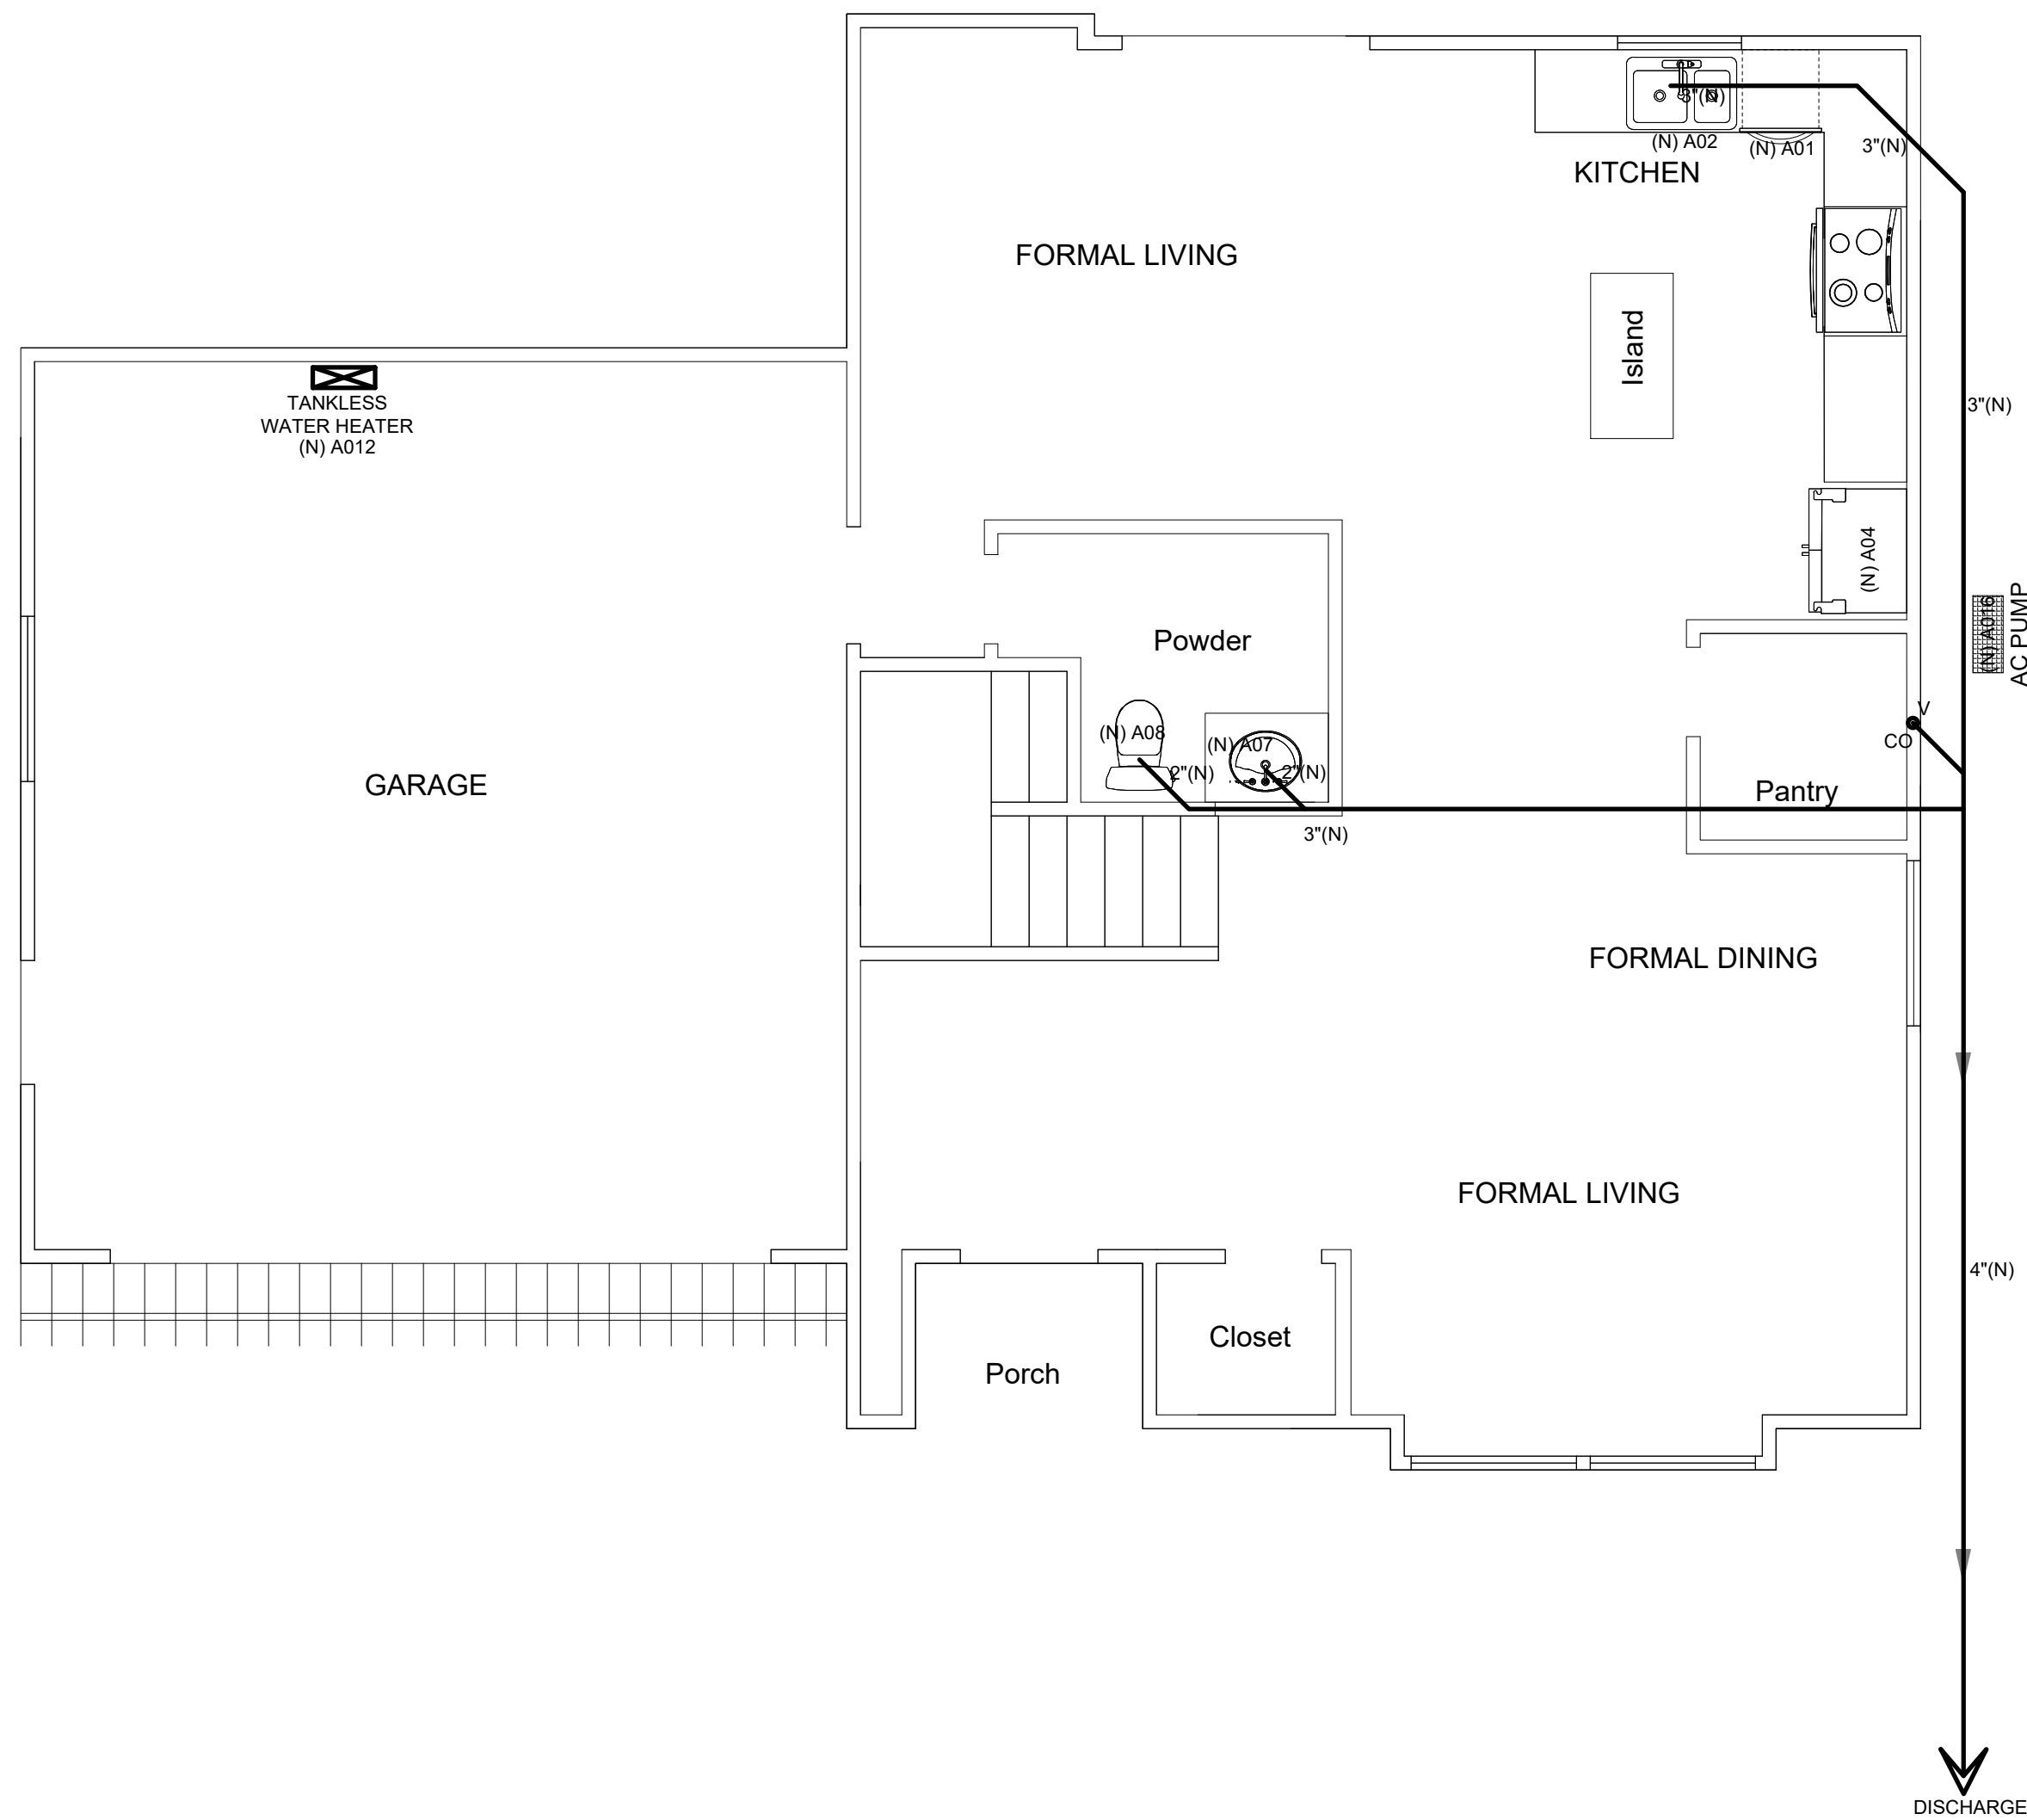 3"(N)
(N) A02
(N) A01
3"(N)
KITCHEN
FORMAL LIVING
Island
TANKLESS
WATER HEATER
(N) A012
3"(N)
(N) A04
(N) A016
AC PUMP
Powder
V
CO
(N) A08
(N) A07
2"(N)
2"(N)
GARAGE
Pantry
3"(N)
FORMAL DINING
FORMAL LIVING
4"(N)
Closet
Porch
DISCHARGE